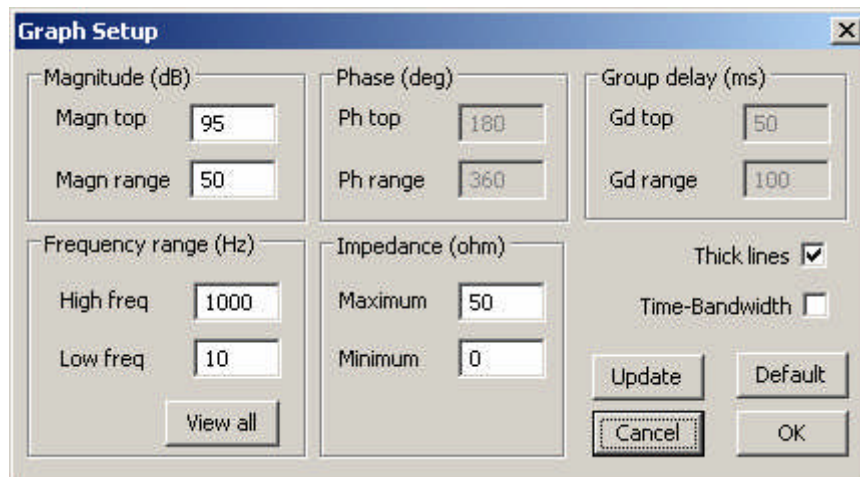 Graph Setup
Magnitude (dB)
Magn top 95
Magn range 50
Phase (deg)
Ph top 180
Ph range 360
Group delay (ms)
Gd top 50
Gd range 100
Frequency range (Hz)
High freq 1000
Low freq 10
View all
Impedance (ohm)
Maximum 50
Minimum 0
Thick lines
Time-Bandwidth
Update
Default
Cancel
OK